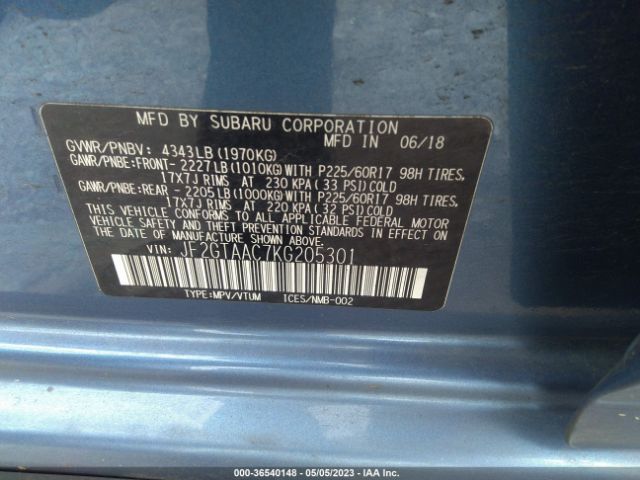 MFD BY SUBARU CORPORATION
MFD IN 06/18
GVWR/PNBV: 4343LB(1970KG)
GAWR/PNBE:FRONT- 2227LB(1010KG)WITH P225/60R17 98H TIRES,
17X7J RIMS AT 230 KPA(33 PSI)COLD
GAWR/PNBE:REAR - 2205LB(1000KG)WITH P225/60R17 98H TIRES,
17X7J RIMS AT 220 KPA(32 PSI)COLD
THIS VEHICLE CONFORMS TO ALL APPLICABLE FEDERAL MOTOR
VEHICLE SAFETY AND THEFT PREVENTION STANDARDS IN EFFECT ON
THE DATE OF MANUFACTURE SHOWN ABOVE.
VIN: JF2GTAAC7KG205301
TYPE:MPV/VTUM ICES/NMB-002
000-36540148 - 05/05/2023 - IAA